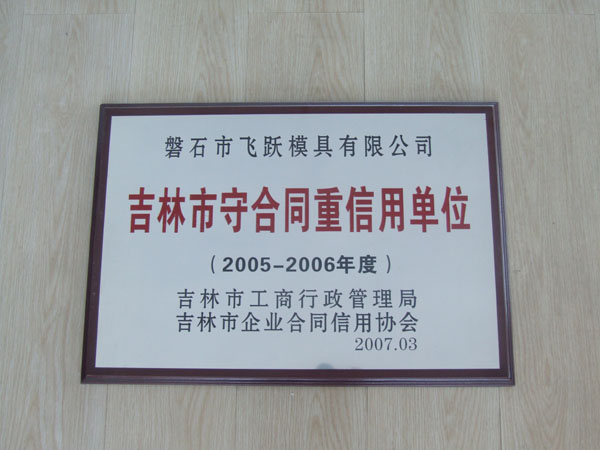 磐石市飞跃模具有限公司
吉林市守合同重信用单位
（2005-2006年度）
吉林市工商行政管理局
吉林市企业合同信用协会
2007.03